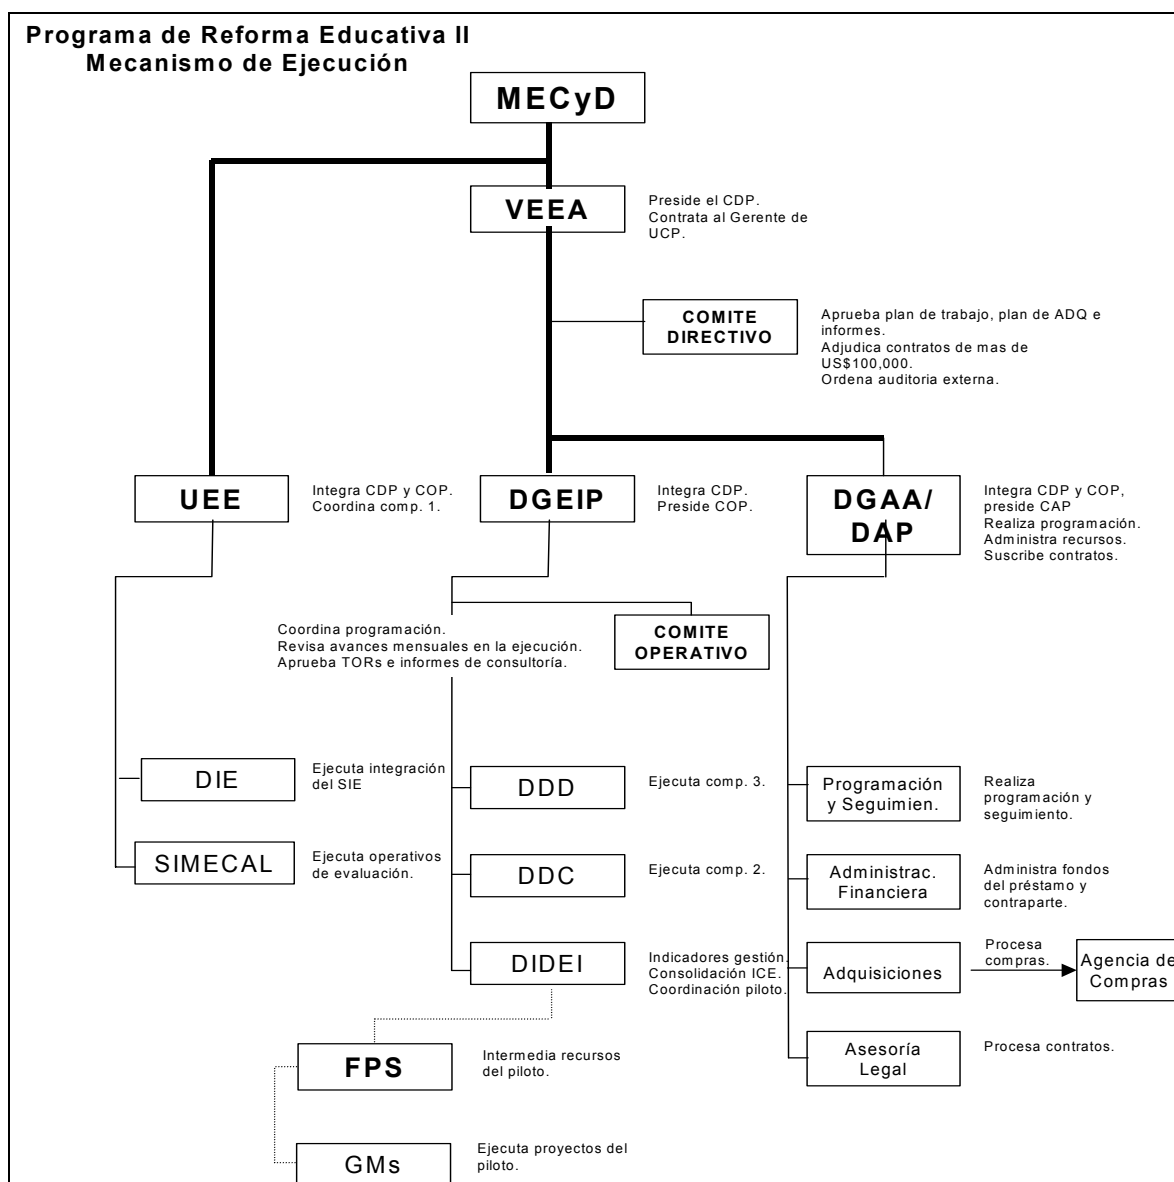 Programa de Reforma Educativa II
Mecanismo de Ejecución
MECyD
VEEA
Preside el CDP.
Contrata al Gerente de
UCP.
COMITE
DIRECTIVO
Aprueba plan de trabajo, plan de ADQ e
informes.
Adjudica contratos de mas de
US$100,000.
Ordena auditoria externa.
UEE
Integra CDP y COP.
Coordina comp. 1.
DGEIP
Integra CDP.
Preside COP.
DGAA/
DAP
Integra CDP y COP,
preside CAP
Realiza programación.
Administra recursos.
Suscribe contratos.
Coordina programación.
Revisa avances mensuales en la ejecución.
Aprueba TORs e informes de consultoría.
COMITE
OPERATIVO
DIE
Ejecuta integración
del SIE
DDD
Ejecuta comp. 3.
Programación
y Seguimien.
Realiza
programación y
seguimiento.
SIMECAL
Ejecuta operativos
de evaluación.
DDC
Ejecuta comp. 2.
Administrac.
Financiera
Administra fondos
del préstamo y
contraparte.
DIDEI
Indicadores gestión.
Consolidación ICE.
Coordinación piloto.
Adquisiciones
Procesa
compras.
Agencia de
Compras
FPS
Intermedia recursos
del piloto.
Asesoría
Legal
Procesa contratos.
GMs
Ejecuta proyectos del
piloto.